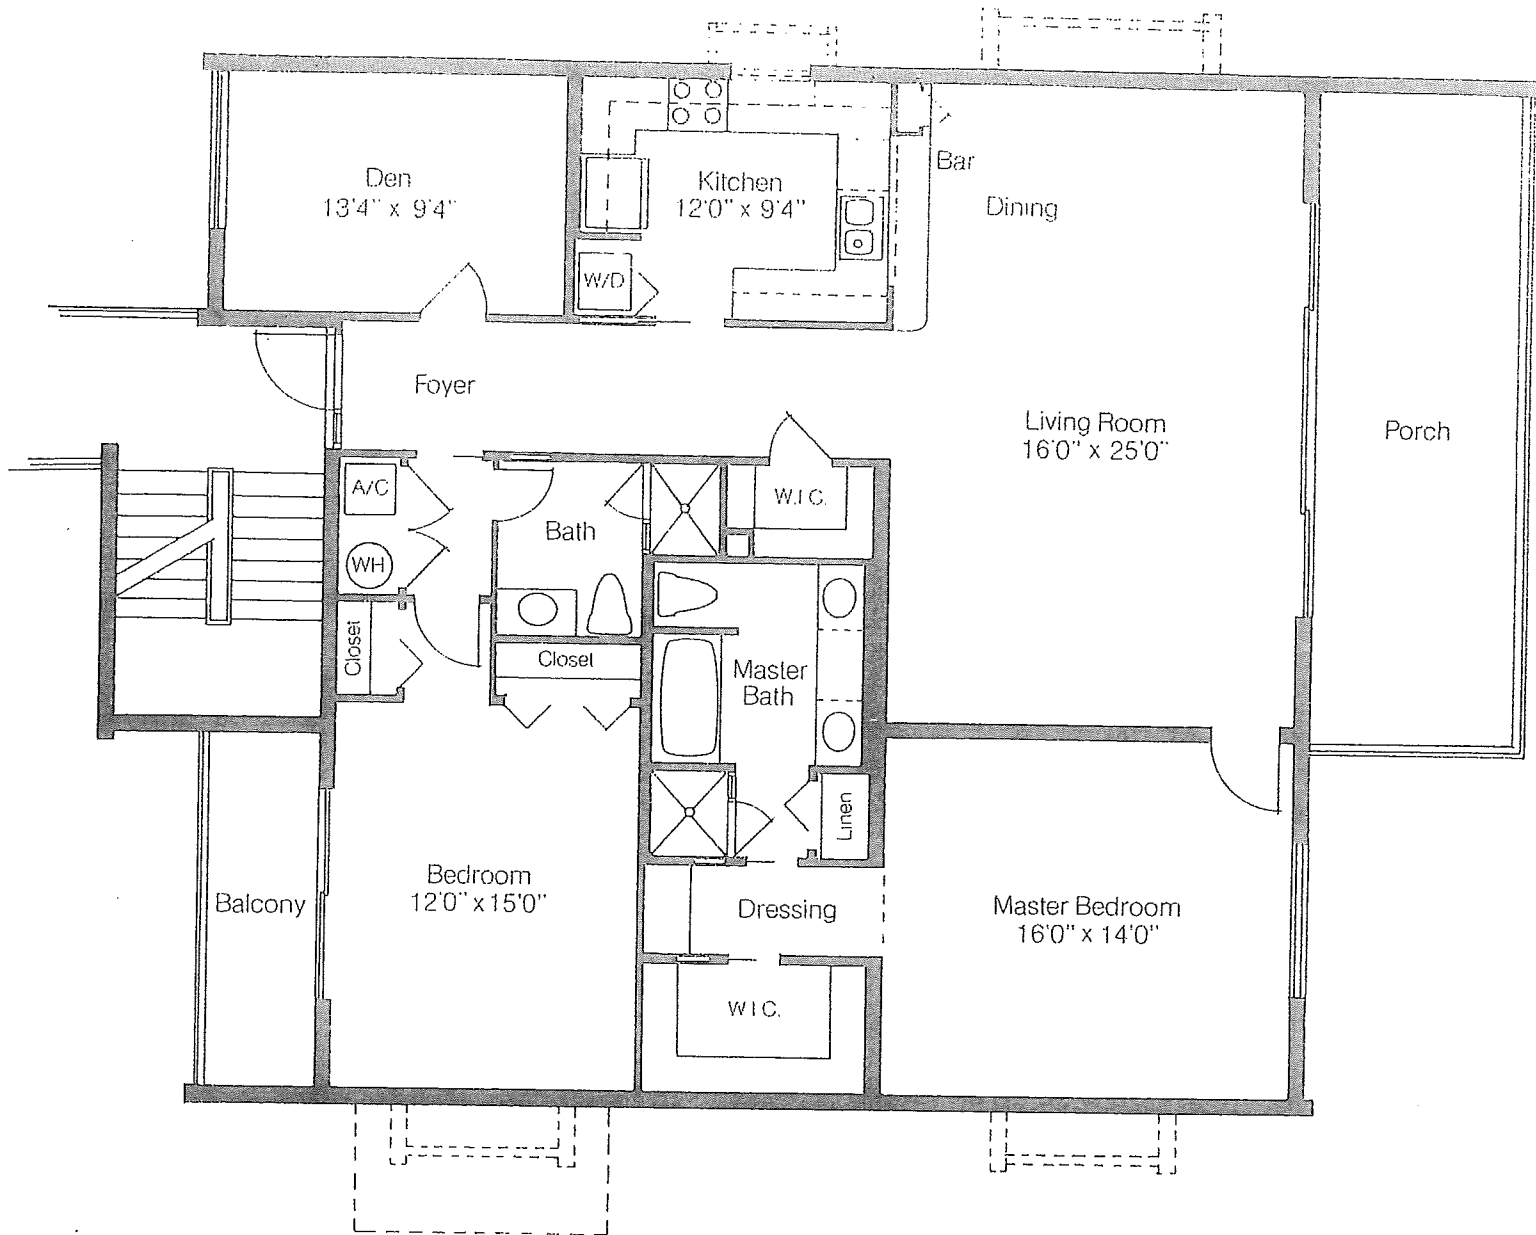 Den
13'4" x 9'4"
Kitchen
12'0" x 9'4"
Bar
Dining
W/D
Foyer
Living Room
16'0" x 25'0"
Porch
A/C
W.I.C.
Bath
WH
Closet
Closet
Master
Bath
Linen
Bedroom
12'0" x 15'0"
Balcony
Dressing
Master Bedroom
16'0" x 14'0"
W.I.C.